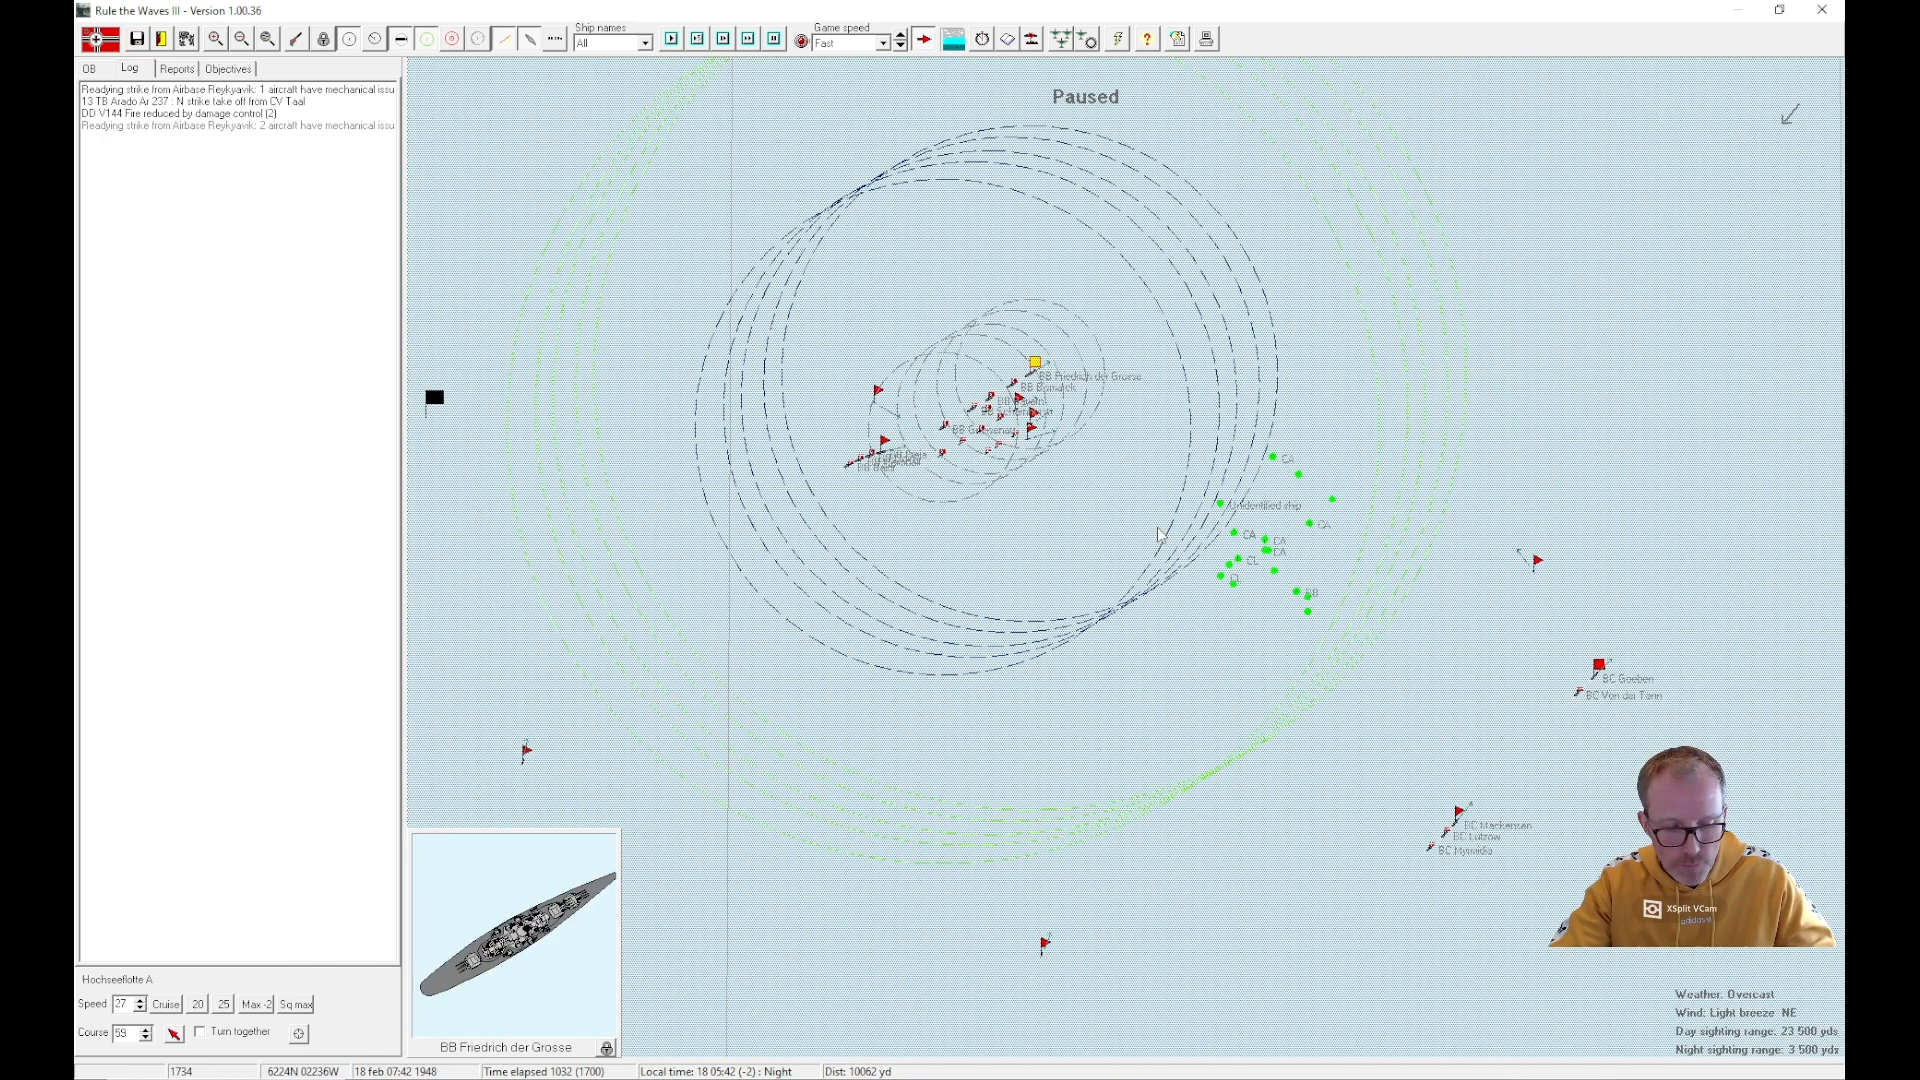 Rule the Waves III - Version 1.00.36
Ship names
All
Game speed
Fast
OB
Log
Reports
Objectives
Readying strike from Airbase Reykyavik: 1 aircraft have mechanical issu
13 TB Arado Ar 237 : N strike take off from CV Taal
DD V144 Fire reduced by damage control (2)
Readying strike from Airbase Reykyavik: 2 aircraft have mechanical issu
Paused
BB Friedrich der Grosse
BB Bismarck
CA
Unidentified ship
CA
CA
CA
CA
CL
CL
BB
BC Goeben
BC Von der Tann
BC Mackensen
BC Lutzow
XSplit VCam
adidas
Hochseeflotte A
Speed 27 Cruise 20 25 Max -2 Sq max
Course 59 Turn together
BB Friedrich der Grosse
Weather: Overcast
Wind: Light breeze NE
Day sighting range: 23 500 yds
Night sighting range: 3 500 yds
1734 6224N 02236W 18 feb 07:42 1948 Time elapsed 1032 (1700) Local time: 18 05:42 (-2) : Night Dist: 10062 yd